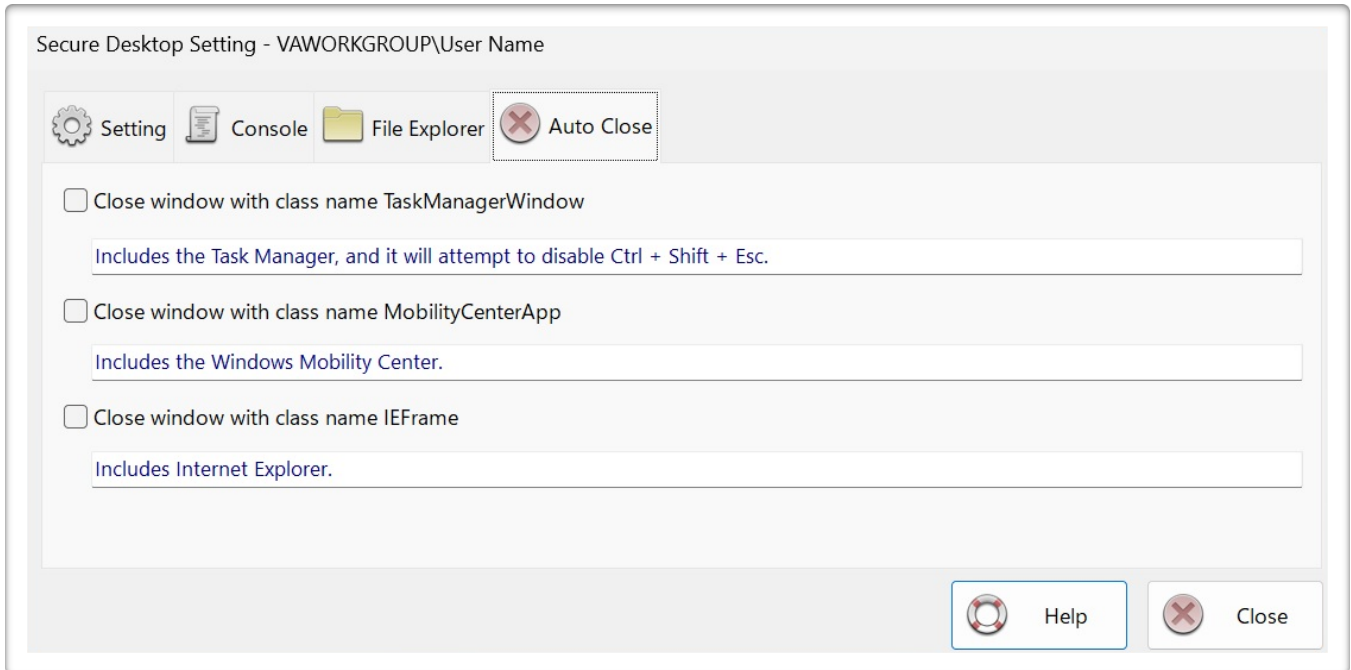 Secure Desktop Setting - VAWORKGROUP\User Name
Setting Console File Explorer Auto Close
Close window with class name TaskManagerWindow
Includes the Task Manager, and it will attempt to disable Ctrl + Shift + Esc.
Close window with class name MobilityCenterApp
Includes the Windows Mobility Center.
Close window with class name IEFrame
Includes Internet Explorer.
Help Close